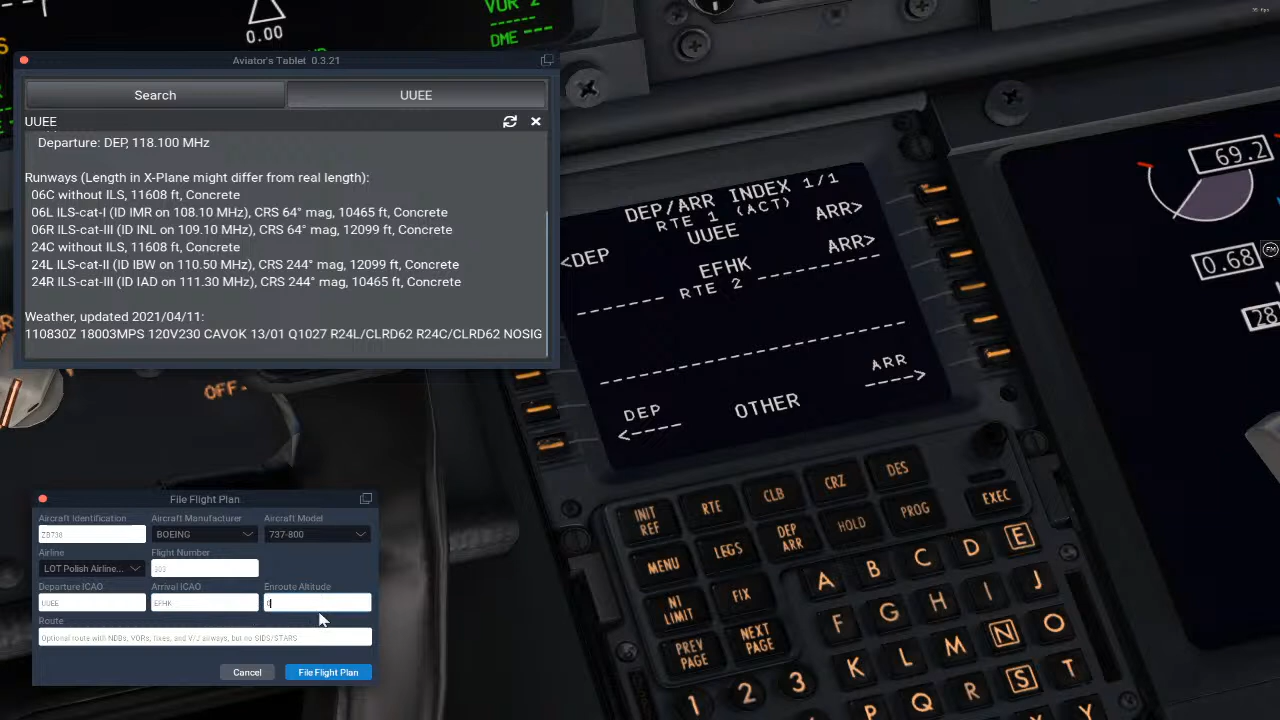 VOR 2
DME ---
0.00
Aviator's Tablet 0.3.21
Search
UUEE
UUEE
Departure: DEP, 118.100 MHz
Runways (Length in X-Plane might differ from real length):
06C without ILS, 11608 ft, Concrete
06L ILS-cat-I (ID IMR on 108.10 MHz), CRS 64° mag, 10465 ft, Concrete
06R ILS-cat-III (ID INL on 109.10 MHz), CRS 64° mag, 12099 ft, Concrete
24C without ILS, 11608 ft, Concrete
24L ILS-cat-II (ID IBW on 110.50 MHz), CRS 244° mag, 12099 ft, Concrete
24R ILS-cat-III (ID IAD on 111.30 MHz), CRS 244° mag, 10465 ft, Concrete
Weather, updated 2021/04/11:
110830Z 18003MPS 120V230 CAVOK 13/01 Q1027 R24L/CLRD62 R24C/CLRD62 NOSIG
OFF
DEP/ARR INDEX 1/1
RTE 1 (ACT)
ARR>
UUEE
<DEP
ARR>
EFHK
RTE 2
ARR
---->
DEP
OTHER
<----
69.2
0.68
28
FM
File Flight Plan
Aircraft Identification
Aircraft Manufacturer
Aircraft Model
ZB738
BOEING
737-800
Airline
Flight Number
LOT Polish Airline...
303
Departure ICAO
Arrival ICAO
Enroute Altitude
UUEE
EFHK
Route
Optional route with NDBs, VORs, fixes, and V/J airways, but no SIDS/STARS
Cancel
File Flight Plan
INIT REF
RTE
CLB
CRZ
DES
MENU
LEGS
DEP ARR
HOLD
PROG
EXEC
N1 LIMIT
FIX
A B C D E
PREV PAGE
NEXT PAGE
F G H I J
1 2 3
K L M N O
P Q R S T
Y